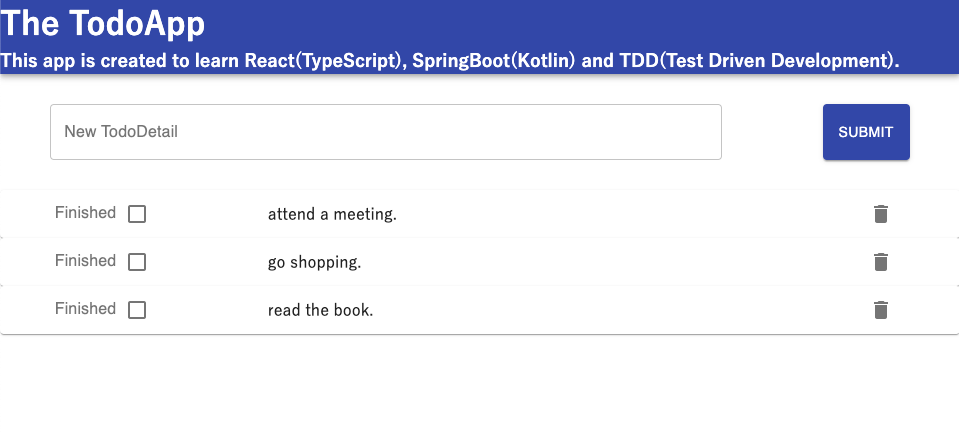 The TodoApp
This app is created to learn React(TypeScript), SpringBoot(Kotlin) and TDD(Test Driven Development).
New TodoDetail
SUBMIT
Finished attend a meeting.
Finished go shopping.
Finished read the book.